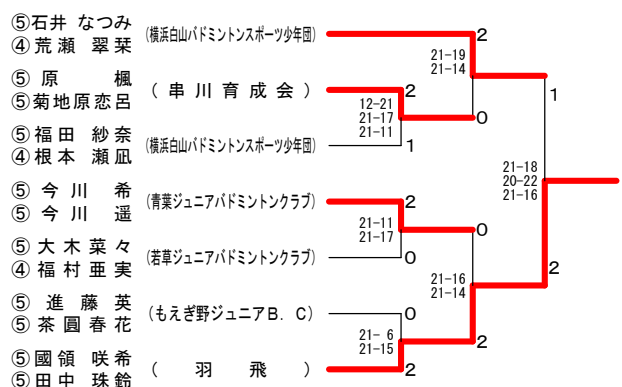 ⑤石井 なつみ
④荒瀬 翠栞
(横浜白山バドミントンスポーツ少年団)
2
21-19
21-14
⑤ 原 楓
⑤菊地原恋呂
( 串川育成会 )
2
12-21
21-17
21-11
0
1
⑤福田 紗奈
④根本 瀬凪
(横浜白山バドミントンスポーツ少年団)
1
21-18
20-22
21-16
⑤ 今川 希
⑤ 今川 遥
(青葉ジュニアバドミントンクラブ)
2
21-11
21-17
0
⑤ 大木菜々
④ 福村亜実
(若草ジュニアバドミントンクラブ)
0
21-16
21-14
2
⑤ 進藤 英
⑤ 茶圓春花
(もえぎ野ジュニアB. C)
0
21- 6
21-15
2
⑤國領 咲希
⑤田中 珠鈴
( 羽 飛 )
2